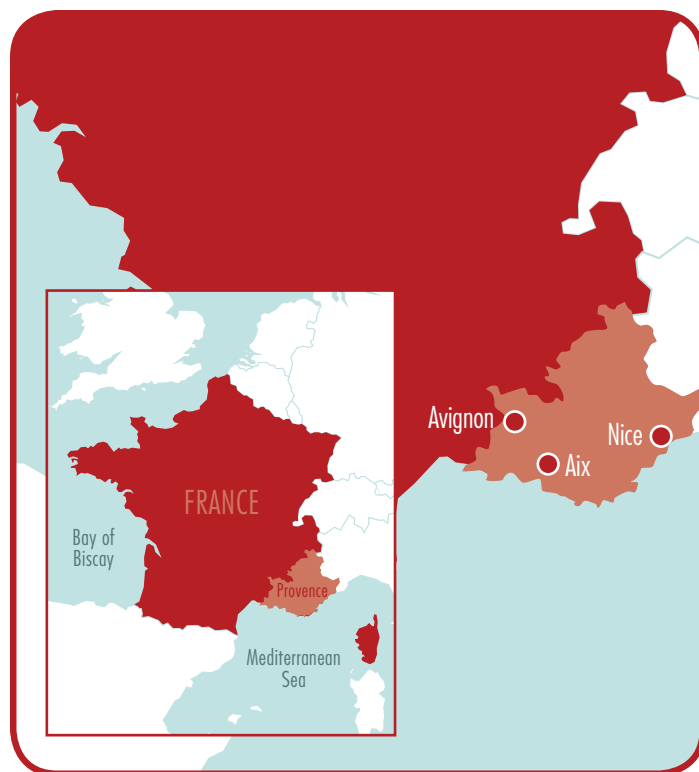 Avignon
Nice
Aix
FRANCE
Bay of
Biscay
Provence
Mediterranean
Sea